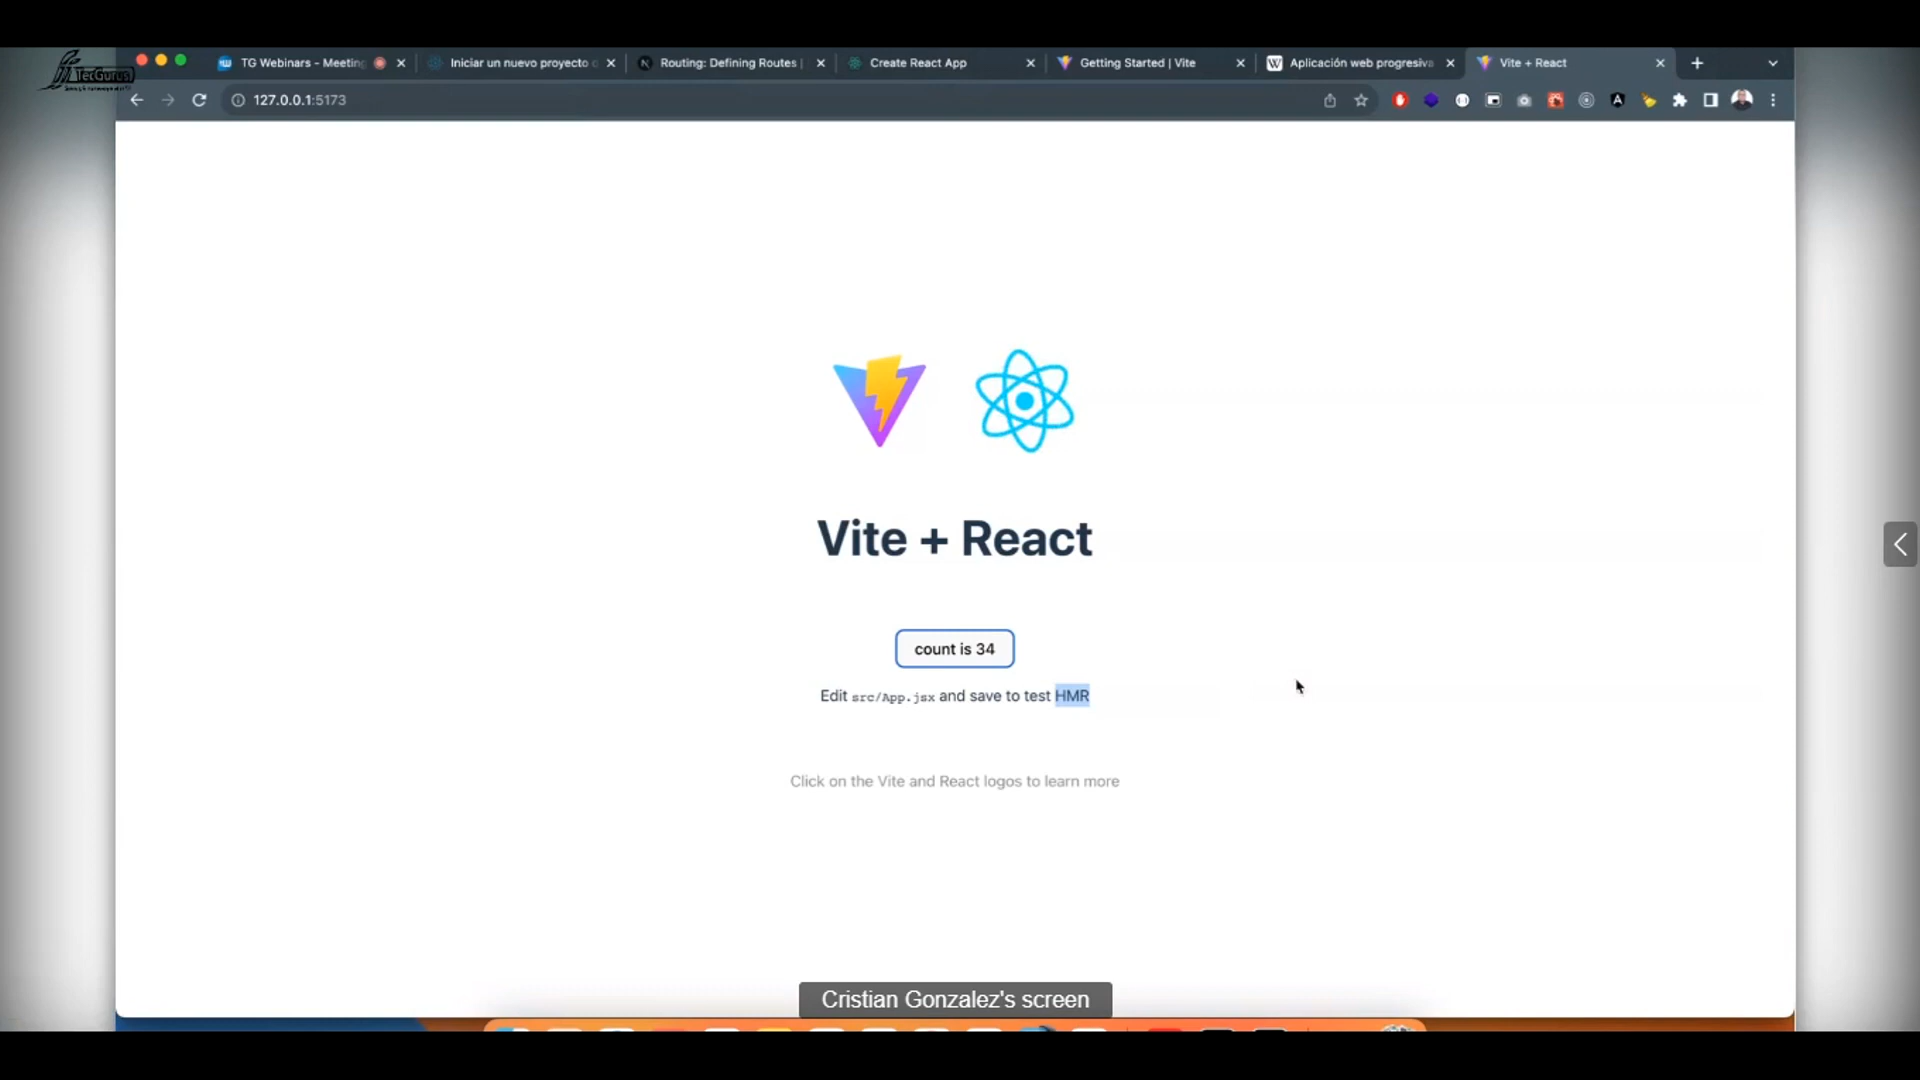 TecGurus
TG Webinars - Meeting
Iniciar un nuevo proyecto
Routing: Defining Routes |
Create React App
Getting Started | Vite
Aplicación web progresiva
Vite + React
127.0.0.1:5173
Vite + React
count is 34
Edit src/App.jsx and save to test HMR
Click on the Vite and React logos to learn more
Cristian Gonzalez's screen